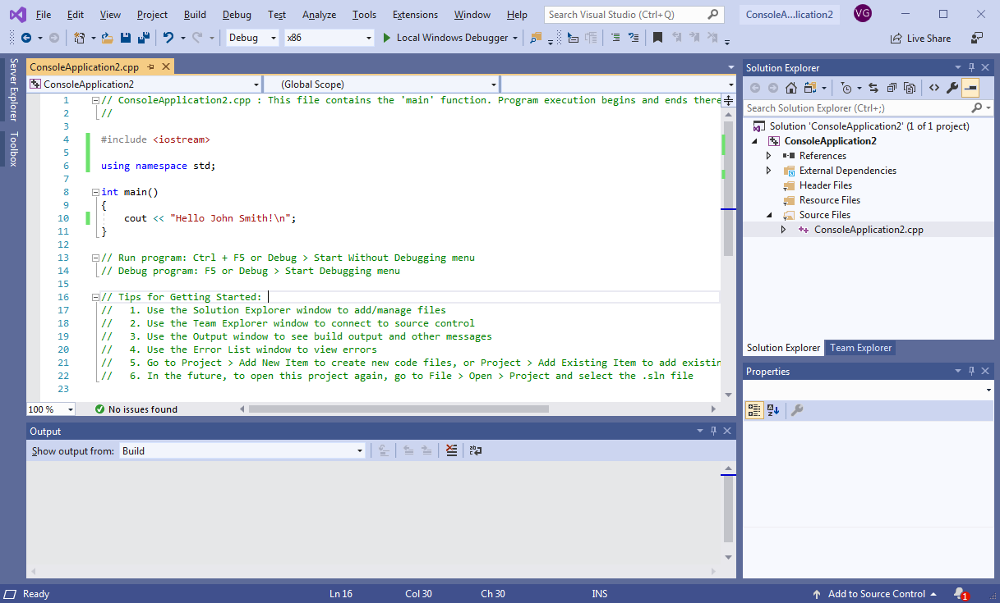 File Edit View Project Build Debug Test Analyze Tools Extensions Window Help Search Visual Studio (Ctrl+Q) ConsoleA...lication2 VG
Debug x86 Local Windows Debugger Live Share
Server Explorer
Toolbox
ConsoleApplication2.cpp
ConsoleApplication2 (Global Scope)
1 // ConsoleApplication2.cpp : This file contains the 'main' function. Program execution begins and ends there
2 //
3
4 #include <iostream>
5
6 using namespace std;
7
8 int main()
9 {
10 cout << "Hello John Smith!\n";
11 }
12
13 // Run program: Ctrl + F5 or Debug > Start Without Debugging menu
14 // Debug program: F5 or Debug > Start Debugging menu
15
16 // Tips for Getting Started:
17 //   1. Use the Solution Explorer window to add/manage files
18 //   2. Use the Team Explorer window to connect to source control
19 //   3. Use the Output window to see build output and other messages
20 //   4. Use the Error List window to view errors
21 //   5. Go to Project > Add New Item to create new code files, or Project > Add Existing Item to add existin
22 //   6. In the future, to open this project again, go to File > Open > Project and select the .sln file
23
100 % No issues found
Output
Show output from: Build
Solution Explorer
Search Solution Explorer (Ctrl+;)
Solution 'ConsoleApplication2' (1 of 1 project)
ConsoleApplication2
References
External Dependencies
Header Files
Resource Files
Source Files
ConsoleApplication2.cpp
Solution Explorer Team Explorer
Properties
Ready Ln 16 Col 30 Ch 30 INS Add to Source Control 1